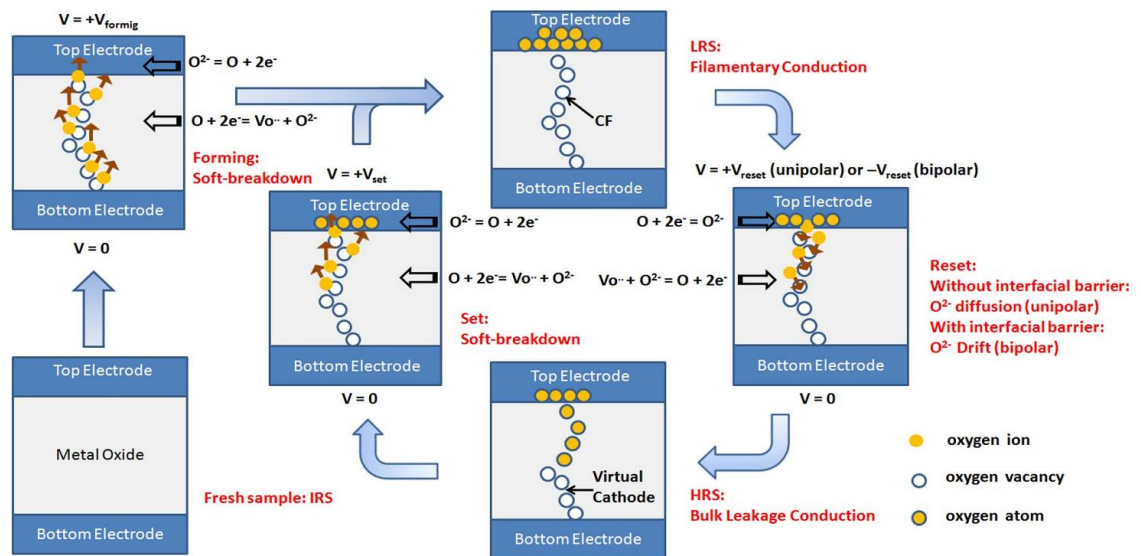 V = +Vformig
Top Electrode
O²⁻ = O + 2e⁻
O + 2e⁻= Vo·· + O²⁻
Forming:
Soft-breakdown
Bottom Electrode
V = 0
Top Electrode
Metal Oxide
Bottom Electrode
Fresh sample: IRS
V = +Vset
Top Electrode
O²⁻ = O + 2e⁻
O + 2e⁻= Vo·· + O²⁻
Set:
Soft-breakdown
Bottom Electrode
V = 0
Top Electrode
CF
Bottom Electrode
LRS:
Filamentary Conduction
V = +Vreset (unipolar) or –Vreset (bipolar)
Top Electrode
O + 2e⁻ = O²⁻
Vo·· + O²⁻ = O + 2e⁻
Bottom Electrode
V = 0
Reset:
Without interfacial barrier:
O²⁻ diffusion (unipolar)
With interfacial barrier:
O²⁻ Drift (bipolar)
Top Electrode
Virtual
Cathode
Bottom Electrode
HRS:
Bulk Leakage Conduction
oxygen ion
oxygen vacancy
oxygen atom